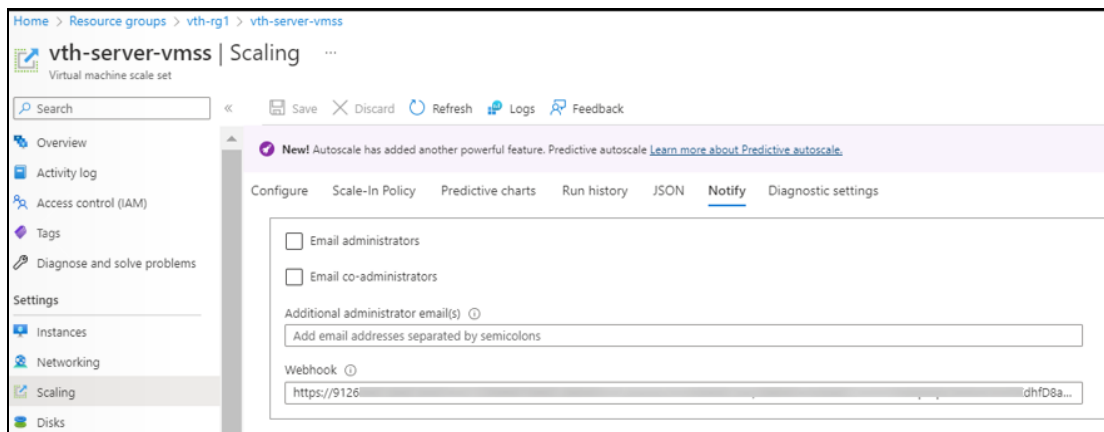 Home > Resource groups > vth-rg1 > vth-server-vmss
vth-server-vmss | Scaling ...
Virtual machine scale set
Search «
Save Discard Refresh Logs Feedback
Overview
New! Autoscale has added another powerful feature. Predictive autoscale Learn more about Predictive autoscale.
Activity log
Access control (IAM)
Configure Scale-In Policy Predictive charts Run history JSON Notify Diagnostic settings
Tags
Email administrators
Diagnose and solve problems
Email co-administrators
Settings
Additional administrator email(s)
Instances
Add email addresses separated by semicolons
Networking
Webhook
Scaling
https://9126 dhfD8a...
Disks